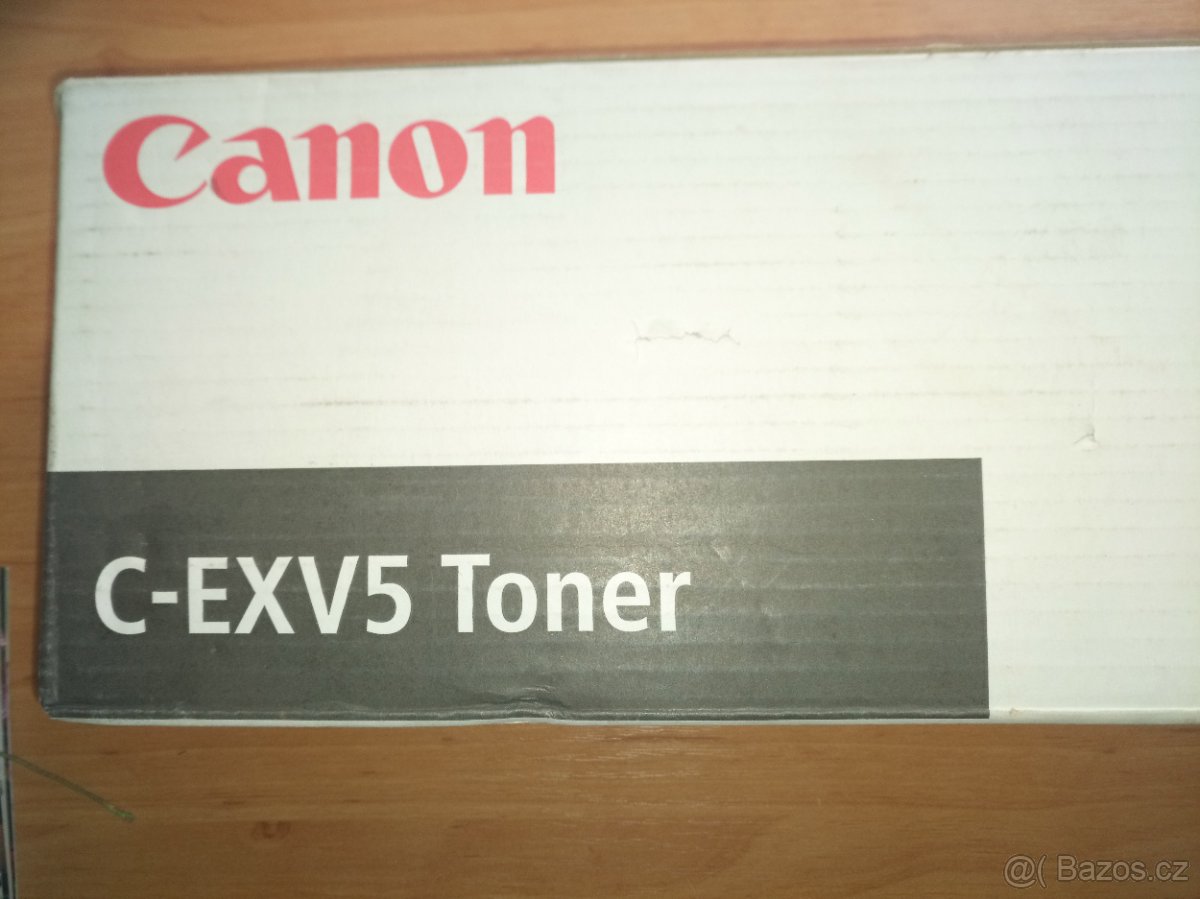 Canon
C-EXV5 Toner
@( Bazos.cz